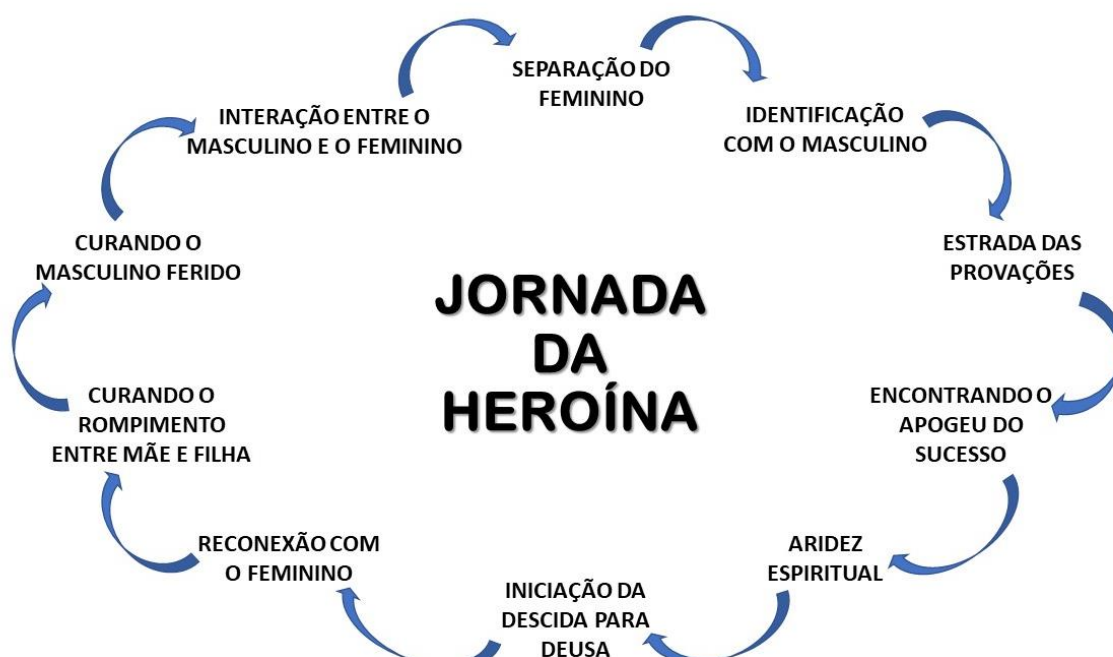 SEPARAÇÃO DO
FEMININO
IDENTIFICAÇÃO
COM O MASCULINO
ESTRADA DAS
PROVAÇÕES
ENCONTRANDO O
APOGEU DO
SUCESSO
ARIDEZ
ESPIRITUAL
INICIAÇÃO DA
DESCIDA PARA
DEUSA
RECONEXÃO COM
O FEMININO
CURANDO O
ROMPIMENTO
ENTRE MÃE E FILHA
CURANDO O
MASCULINO FERIDO
INTERAÇÃO ENTRE O
MASCULINO E O FEMININO
JORNADA
DA
HEROÍNA